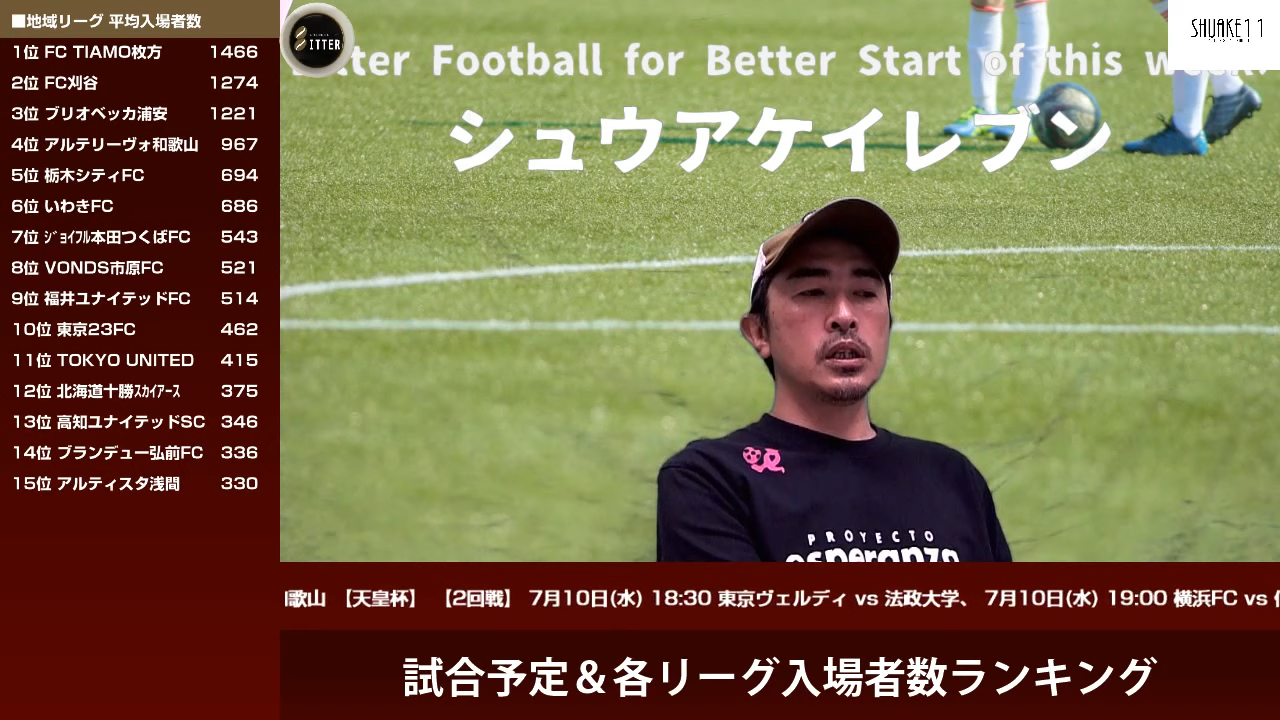 ■地域リーグ 平均入場者数
1位 FC TIAMO枚方 1466
2位 FC刈谷 1274
3位 ブリオベッカ浦安 1221
4位 アルテリーヴォ和歌山 967
5位 栃木シティFC 694
6位 いわきFC 686
7位 ｼﾞｮｲﾌﾙ本田つくばFC 543
8位 VONDS市原FC 521
9位 福井ユナイテッドFC 514
10位 東京23FC 462
11位 TOKYO UNITED 415
12位 北海道十勝ｽｶｲｱｰｽ 375
13位 高知ユナイテッドSC 346
14位 ブランデュー弘前FC 336
15位 アルティスタ浅間 330
ITTER
SHUAKE11
Football for Better Start of this
シュウアケイレブン
PROYECTO
esperanza
歌山 【天皇杯】 【2回戦】 7月10日(水) 18:30 東京ヴェルディ vs 法政大学、 7月10日(水) 19:00 横浜FC vs
試合予定＆各リーグ入場者数ランキング